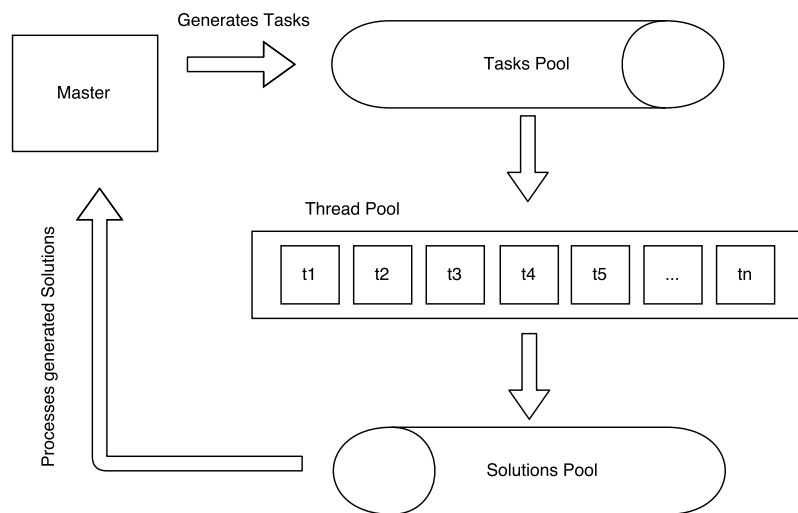 Generates Tasks
Master
Tasks Pool
Thread Pool
t1
t2
t3
t4
t5
...
tn
Processes generated Solutions
Solutions Pool